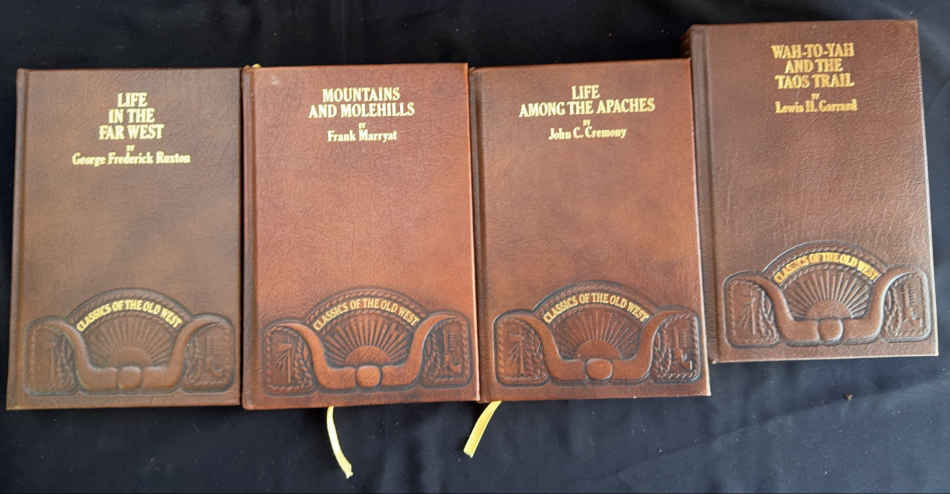 LIFE
IN THE
FAR WEST
BY
George Frederick Ruxton
CLASSICS OF THE OLD WEST
MOUNTAINS
AND MOLEHILLS
BY
Frank Marryat
CLASSICS OF THE OLD WEST
LIFE
AMONG THE APACHES
BY
John C. Cremony
CLASSICS OF THE OLD WEST
WAH-TO-YAH
AND THE
TAOS TRAIL
BY
Lewis H. Garrard
CLASSICS OF THE OLD WEST